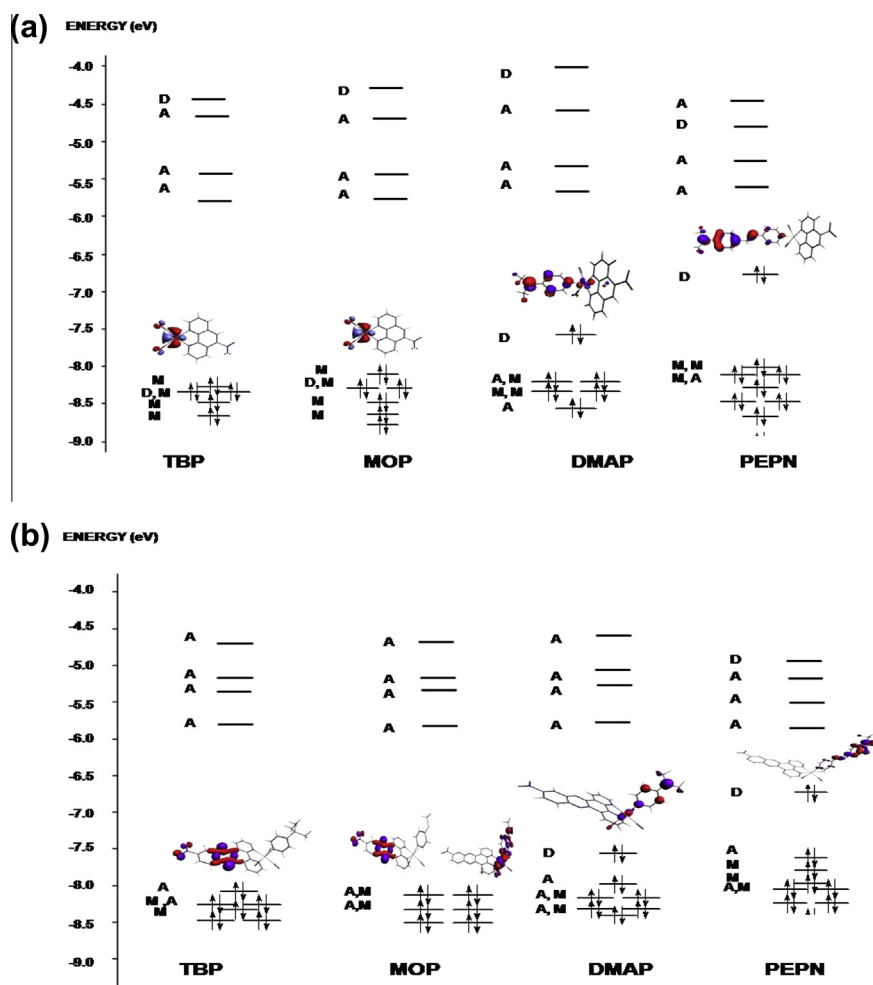 (a) ENERGY (eV)
-4.0
-4.5
-5.0
-5.5
-6.0
-6.5
-7.0
-7.5
-8.0
-8.5
-9.0
D
A
A
A
M
D, M
M
M
TBP
D
A
A
A
M
D, M
M
M
MOP
D
A
A
A
D
A, M
M, M
A
DMAP
A
D
A
A
D
M, M
M, A
PEPN
(b) ENERGY (eV)
-4.0
-4.5
-5.0
-5.5
-6.0
-6.5
-7.0
-7.5
-8.0
-8.5
-9.0
A
A
A
A
A
M ,A
M
TBP
A
A
A
A
A,M
A,M
MOP
A
A
A
A
D
A
A, M
A, M
DMAP
D
A
A
A
D
A
M
M
A,M
PEPN